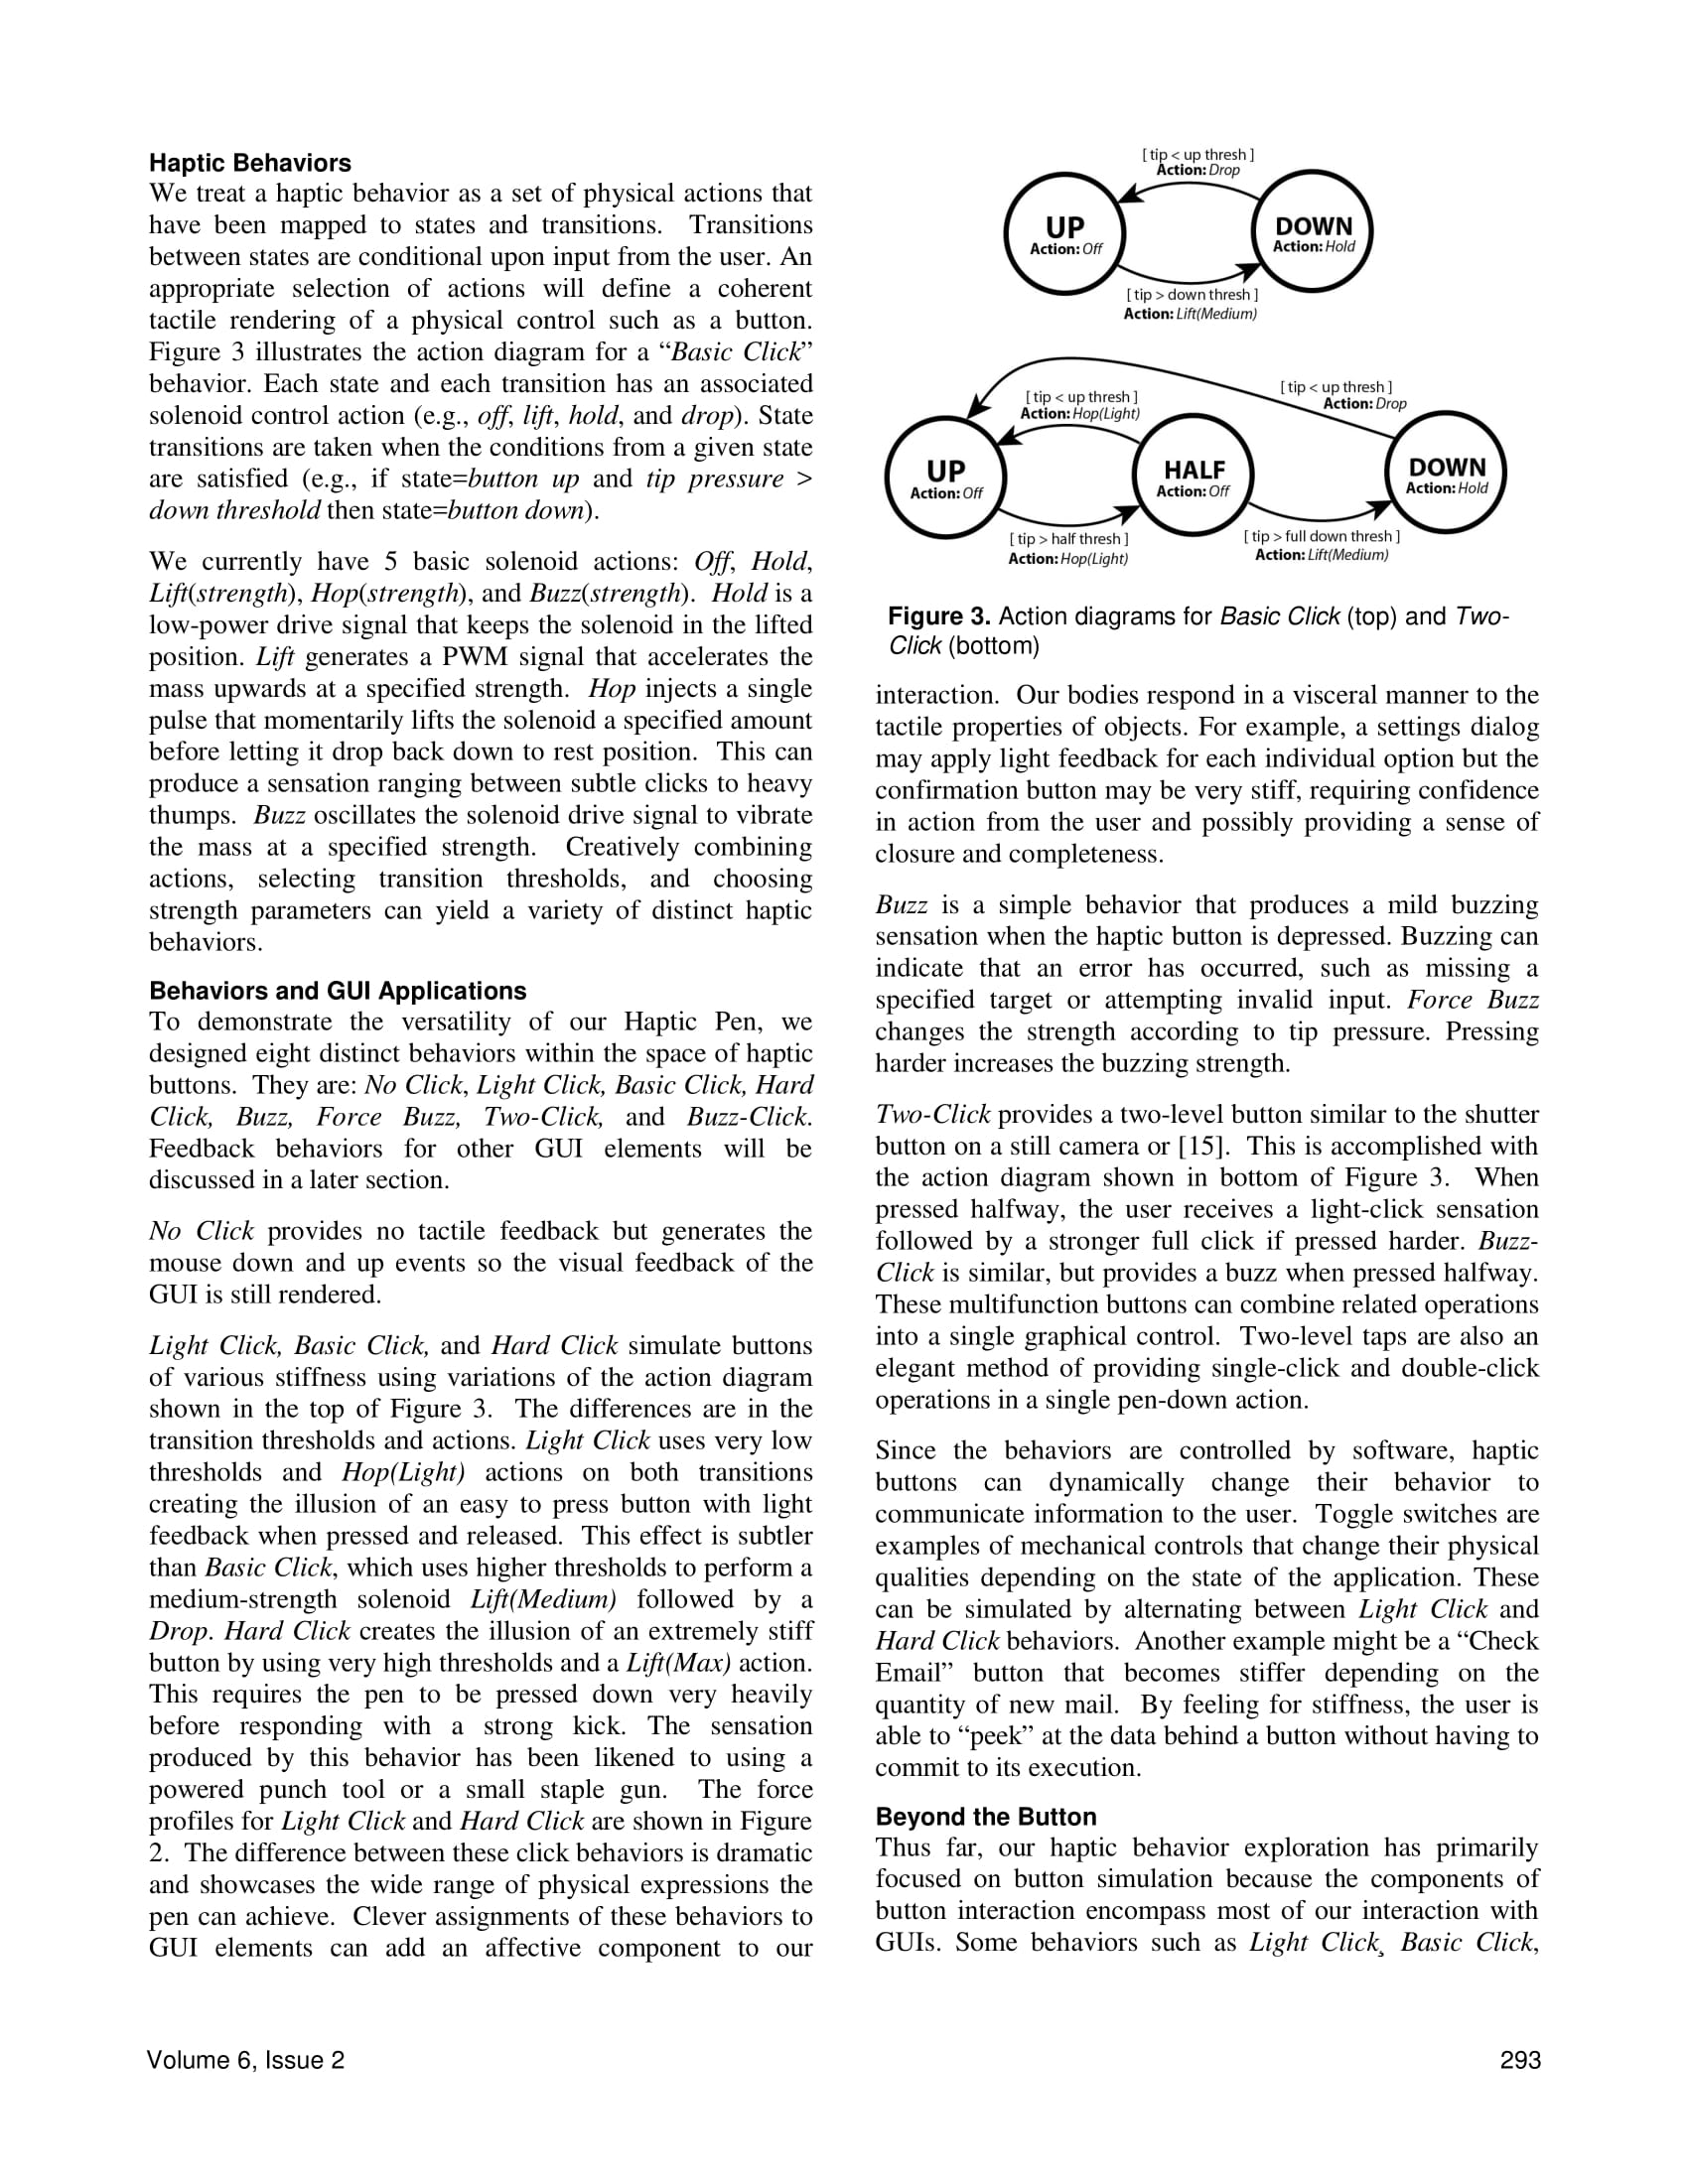 Haptic Behaviors
We treat a haptic behavior as a set of physical actions that
have been mapped to states and transitions. Transitions
between states are conditional upon input from the user. An
appropriate selection of actions will define a coherent
tactile rendering of a physical control such as a button.
Figure 3 illustrates the action diagram for a “Basic Click”
behavior. Each state and each transition has an associated
solenoid control action (e.g., off, lift, hold, and drop). State
transitions are taken when the conditions from a given state
are satisfied (e.g., if state=button up and tip pressure >
down threshold then state=button down).
We currently have 5 basic solenoid actions: Off, Hold,
Lift(strength), Hop(strength), and Buzz(strength). Hold is a
low-power drive signal that keeps the solenoid in the lifted
position. Lift generates a PWM signal that accelerates the
mass upwards at a specified strength. Hop injects a single
pulse that momentarily lifts the solenoid a specified amount
before letting it drop back down to rest position. This can
produce a sensation ranging between subtle clicks to heavy
thumps. Buzz oscillates the solenoid drive signal to vibrate
the mass at a specified strength. Creatively combining
actions, selecting transition thresholds, and choosing
strength parameters can yield a variety of distinct haptic
behaviors.
Behaviors and GUI Applications
To demonstrate the versatility of our Haptic Pen, we
designed eight distinct behaviors within the space of haptic
buttons. They are: No Click, Light Click, Basic Click, Hard
Click, Buzz, Force Buzz, Two-Click, and Buzz-Click.
Feedback behaviors for other GUI elements will be
discussed in a later section.
No Click provides no tactile feedback but generates the
mouse down and up events so the visual feedback of the
GUI is still rendered.
Light Click, Basic Click, and Hard Click simulate buttons
of various stiffness using variations of the action diagram
shown in the top of Figure 3. The differences are in the
transition thresholds and actions. Light Click uses very low
thresholds and Hop(Light) actions on both transitions
creating the illusion of an easy to press button with light
feedback when pressed and released. This effect is subtler
than Basic Click, which uses higher thresholds to perform a
medium-strength solenoid Lift(Medium) followed by a
Drop. Hard Click creates the illusion of an extremely stiff
button by using very high thresholds and a Lift(Max) action.
This requires the pen to be pressed down very heavily
before responding with a strong kick. The sensation
produced by this behavior has been likened to using a
powered punch tool or a small staple gun. The force
profiles for Light Click and Hard Click are shown in Figure
2. The difference between these click behaviors is dramatic
and showcases the wide range of physical expressions the
pen can achieve. Clever assignments of these behaviors to
GUI elements can add an affective component to our
[ tip < up thresh ]
Action: Drop
UP
Action: Off
DOWN
Action: Hold
[ tip > down thresh ]
Action: Lift(Medium)
[ tip < up thresh ]
Action: Hop(Light)
[ tip < up thresh ]
Action: Drop
UP
Action: Off
HALF
Action: Off
DOWN
Action: Hold
[ tip > half thresh ]
Action: Hop(Light)
[ tip > full down thresh ]
Action: Lift(Medium)
Figure 3. Action diagrams for Basic Click (top) and Two-
Click (bottom)
interaction. Our bodies respond in a visceral manner to the
tactile properties of objects. For example, a settings dialog
may apply light feedback for each individual option but the
confirmation button may be very stiff, requiring confidence
in action from the user and possibly providing a sense of
closure and completeness.
Buzz is a simple behavior that produces a mild buzzing
sensation when the haptic button is depressed. Buzzing can
indicate that an error has occurred, such as missing a
specified target or attempting invalid input. Force Buzz
changes the strength according to tip pressure. Pressing
harder increases the buzzing strength.
Two-Click provides a two-level button similar to the shutter
button on a still camera or [15]. This is accomplished with
the action diagram shown in bottom of Figure 3. When
pressed halfway, the user receives a light-click sensation
followed by a stronger full click if pressed harder. Buzz-
Click is similar, but provides a buzz when pressed halfway.
These multifunction buttons can combine related operations
into a single graphical control. Two-level taps are also an
elegant method of providing single-click and double-click
operations in a single pen-down action.
Since the behaviors are controlled by software, haptic
buttons can dynamically change their behavior to
communicate information to the user. Toggle switches are
examples of mechanical controls that change their physical
qualities depending on the state of the application. These
can be simulated by alternating between Light Click and
Hard Click behaviors. Another example might be a “Check
Email” button that becomes stiffer depending on the
quantity of new mail. By feeling for stiffness, the user is
able to “peek” at the data behind a button without having to
commit to its execution.
Beyond the Button
Thus far, our haptic behavior exploration has primarily
focused on button simulation because the components of
button interaction encompass most of our interaction with
GUIs. Some behaviors such as Light Click¸ Basic Click,
Volume 6, Issue 2
293